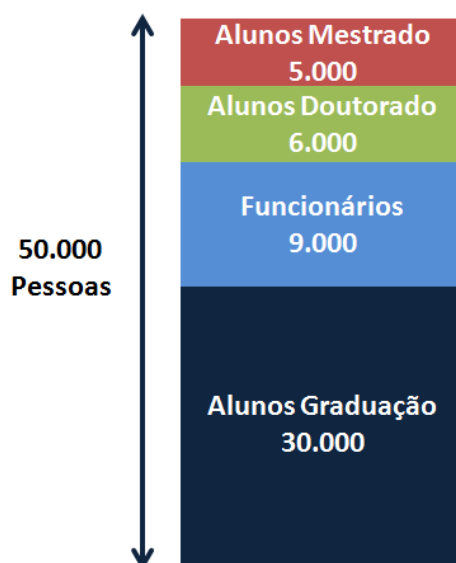 Alunos Mestrado
5.000
Alunos Doutorado
6.000
Funcionários
9.000
50.000
Pessoas
Alunos Graduação
30.000